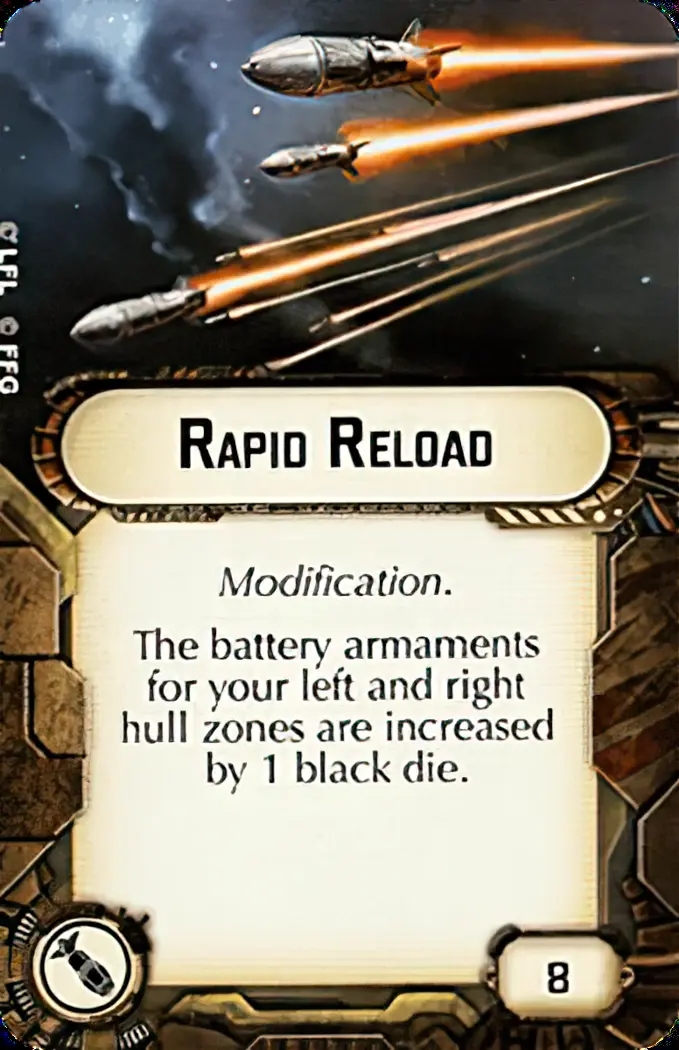 © LFL © FFG
Rapid Reload
Modification.
The battery armaments
for your left and right
hull zones are increased
by 1 black die.
8